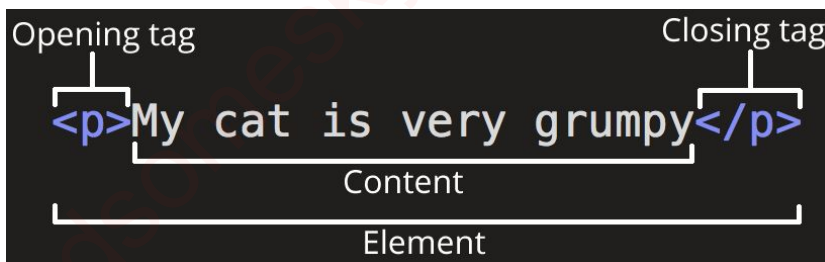 Opening tag Closing tag
<p>My cat is very grumpy</p>
Content
Element